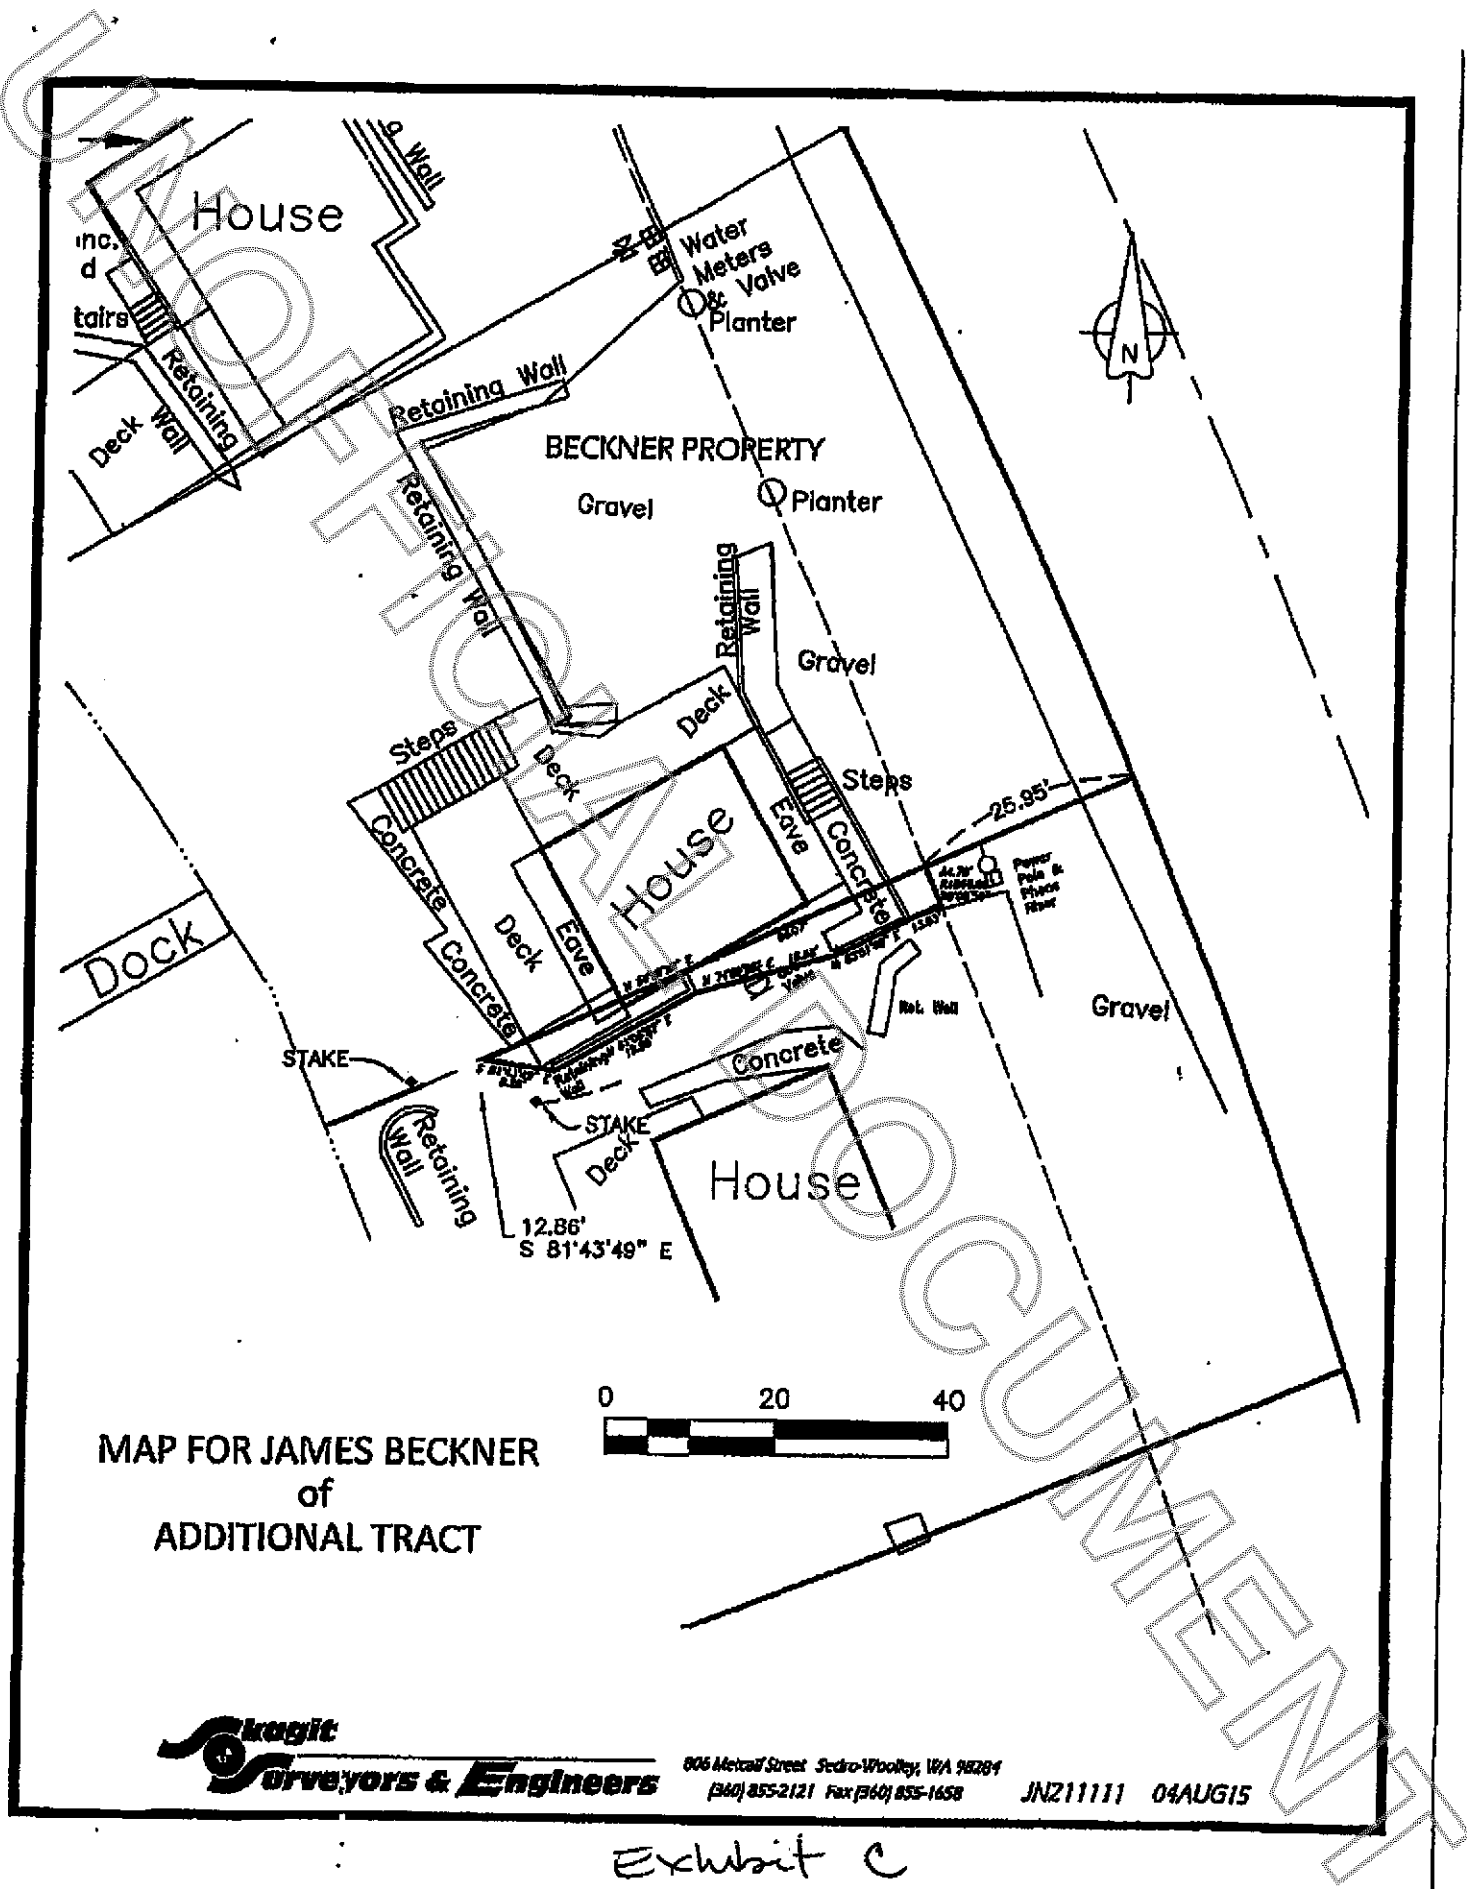 UNOFFICIAL DOCUMENT
g Wall
House
inc.
d
tairs
Retaining
Wall
Deck
Water
Meters
& Valve
Planter
Retaining Wall
BECKNER PROPERTY
Gravel
Planter
Retaining Wall
Retaining
Wall
Gravel
N
Steps
Deck
Deck
Steps
Eave
House
Concrete
25.95'
Concrete
Power
Pole &
Phone
Riser
Deck
Eave
Concrete
Dock
Ret. Wall
Gravel
Concrete
STAKE
S 81°43'49" E
Retaining
Wall
STAKE
Deck
House
Retaining
Wall
12.86'
S 81°43'49" E
0 20 40
MAP FOR JAMES BECKNER
of
ADDITIONAL TRACT
Skagit
Surveyors & Engineers
806 Metcalf Street Sedro-Woolley, WA 98284
(360) 855-2121 Fax (360) 855-1658
JN211111 04AUG15
Exhibit C